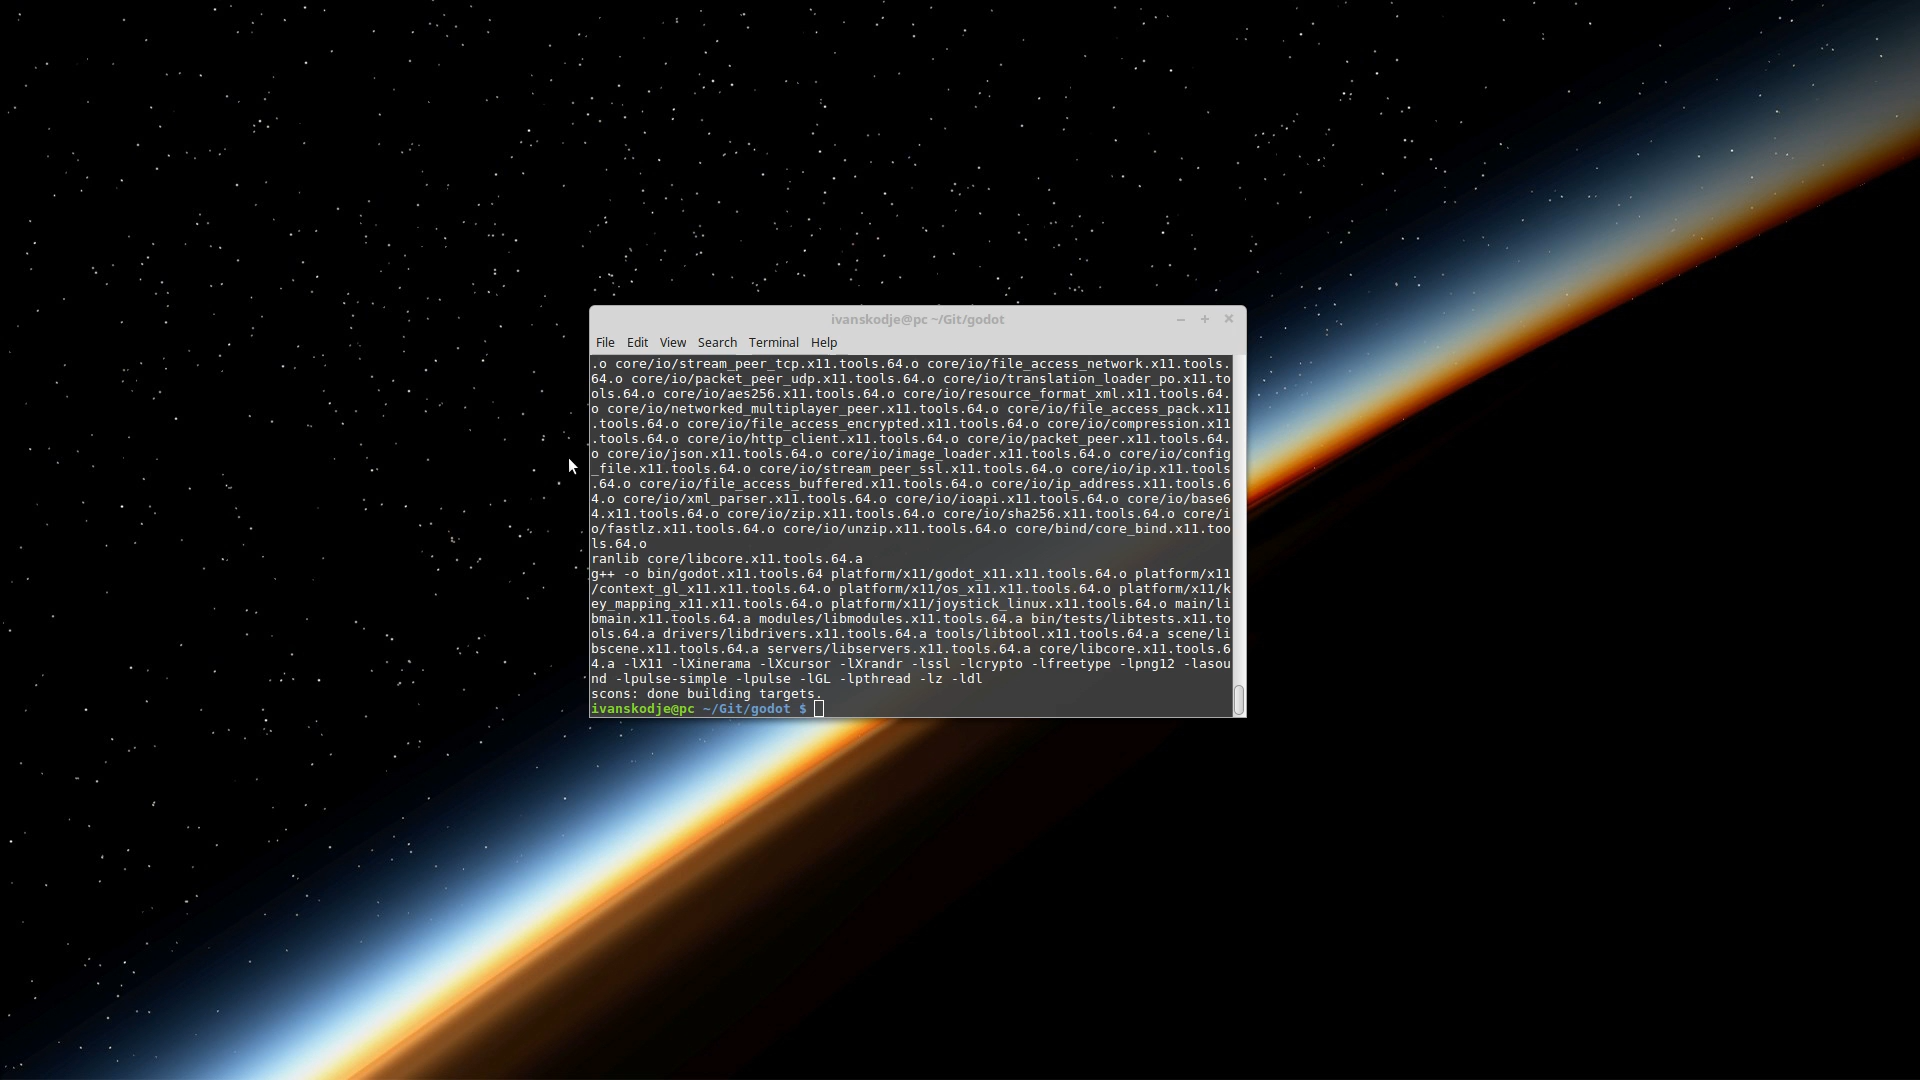 ivanskodje@pc ~/Git/godot
File Edit View Search Terminal Help
.o core/io/stream_peer_tcp.x11.tools.64.o core/io/file_access_network.x11.tools.
64.o core/io/packet_peer_udp.x11.tools.64.o core/io/translation_loader_po.x11.to
ols.64.o core/io/aes256.x11.tools.64.o core/io/resource_format_xml.x11.tools.64.
o core/io/networked_multiplayer_peer.x11.tools.64.o core/io/file_access_pack.x11
.tools.64.o core/io/file_access_encrypted.x11.tools.64.o core/io/compression.x11
.tools.64.o core/io/http_client.x11.tools.64.o core/io/packet_peer.x11.tools.64.
o core/io/json.x11.tools.64.o core/io/image_loader.x11.tools.64.o core/io/config
_file.x11.tools.64.o core/io/stream_peer_ssl.x11.tools.64.o core/io/ip.x11.tools
.64.o core/io/file_access_buffered.x11.tools.64.o core/io/ip_address.x11.tools.6
4.o core/io/xml_parser.x11.tools.64.o core/io/ioapi.x11.tools.64.o core/io/base6
4.x11.tools.64.o core/io/zip.x11.tools.64.o core/io/sha256.x11.tools.64.o core/i
o/fastlz.x11.tools.64.o core/io/unzip.x11.tools.64.o core/bind/core_bind.x11.too
ls.64.o
ranlib core/libcore.x11.tools.64.a
g++ -o bin/godot.x11.tools.64 platform/x11/godot_x11.x11.tools.64.o platform/x11
/context_gl_x11.x11.tools.64.o platform/x11/os_x11.x11.tools.64.o platform/x11/k
ey_mapping_x11.x11.tools.64.o platform/x11/joystick_linux.x11.tools.64.o main/li
bmain.x11.tools.64.a modules/libmodules.x11.tools.64.a bin/tests/libtests.x11.to
ols.64.a drivers/libdrivers.x11.tools.64.a tools/libtool.x11.tools.64.a scene/li
bscene.x11.tools.64.a servers/libservers.x11.tools.64.a core/libcore.x11.tools.6
4.a -lX11 -lXinerama -lXcursor -lXrandr -lssl -lcrypto -lfreetype -lpng12 -lasou
nd -lpulse-simple -lpulse -lGL -lpthread -lz -ldl
scons: done building targets.
ivanskodje@pc ~/Git/godot $